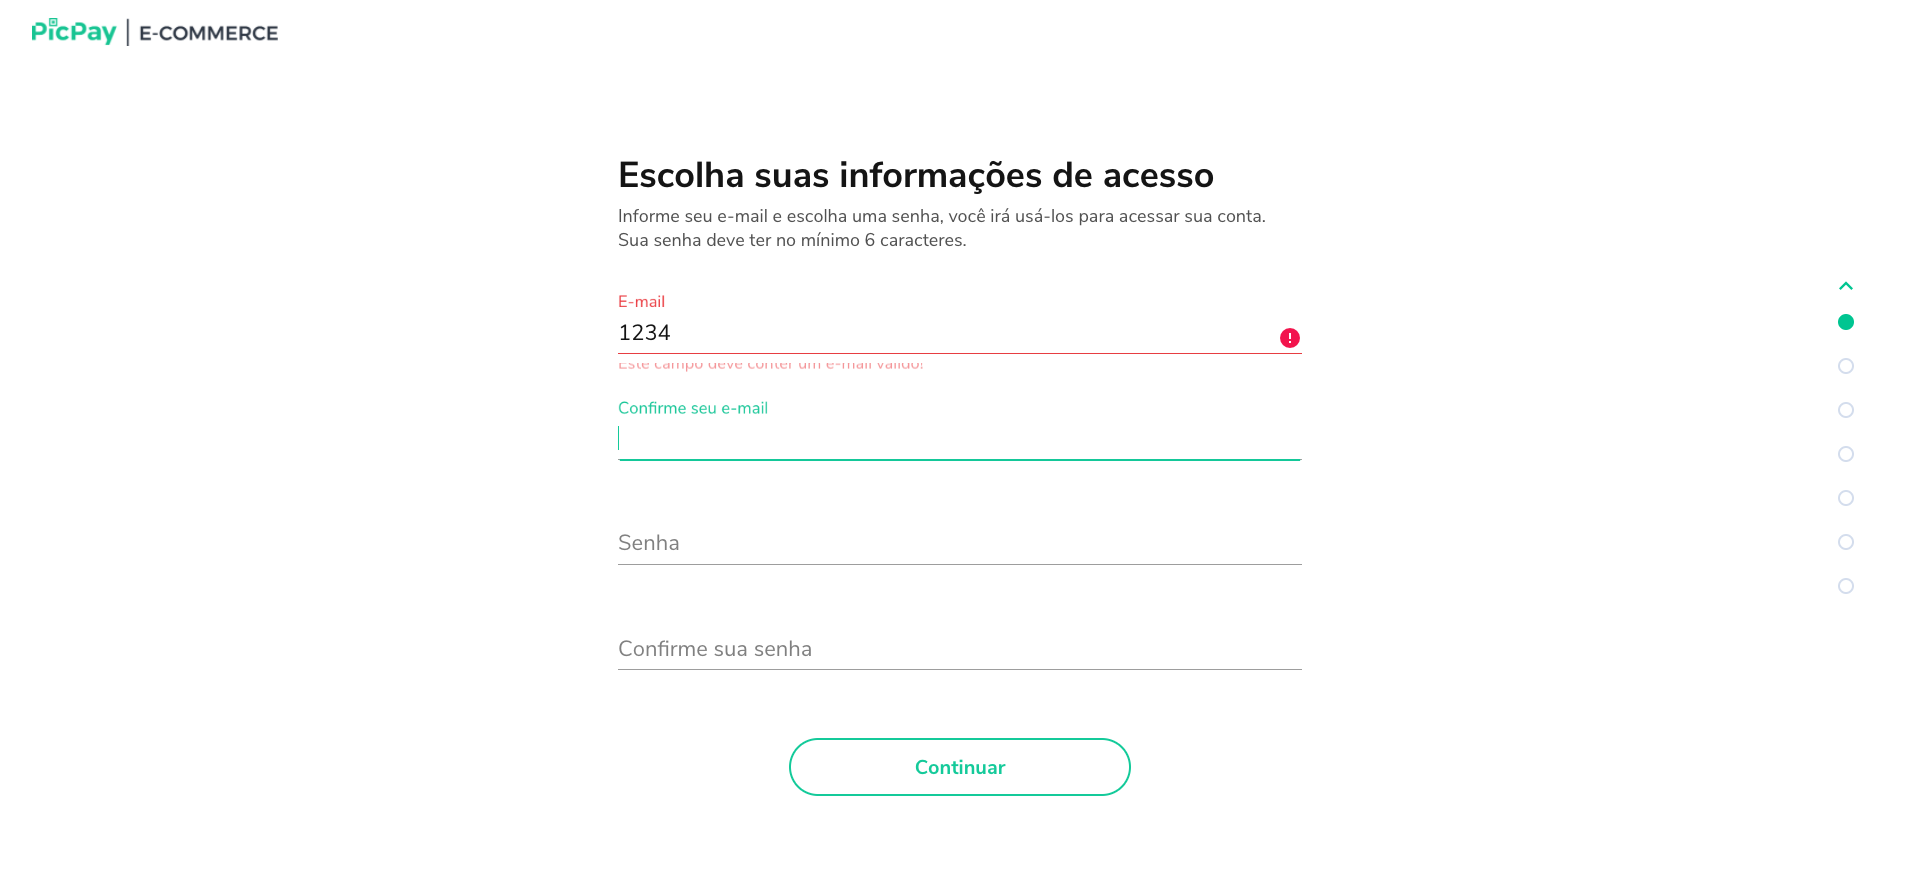 PicPay | E-COMMERCE
Escolha suas informações de acesso
Informe seu e-mail e escolha uma senha, você irá usá-los para acessar sua conta.
Sua senha deve ter no mínimo 6 caracteres.
E-mail
1234
Este campo deve conter um e-mail válido!
Confirme seu e-mail
Senha
Confirme sua senha
Continuar